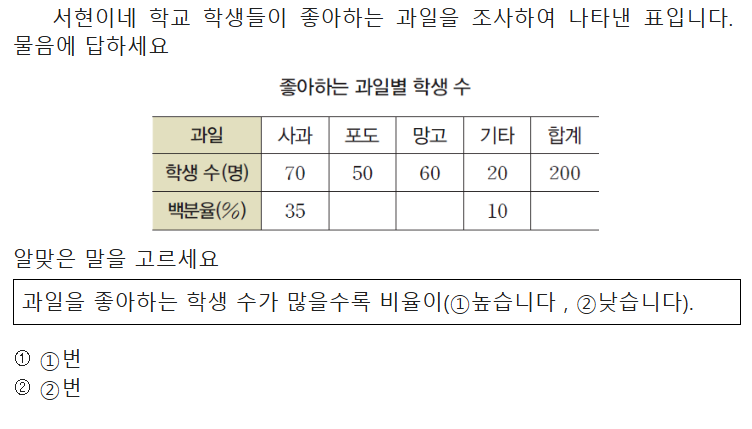 서현이네 학교 학생들이 좋아하는 과일을 조사하여 나타낸 표입니다.
물음에 답하세요
좋아하는 과일별 학생 수
과일 사과 포도 망고 기타 합계
학생 수(명) 70 50 60 20 200
백분율(%) 35 10
알맞은 말을 고르세요
과일을 좋아하는 학생 수가 많을수록 비율이(①높습니다 , ②낮습니다).
① ①번
② ②번